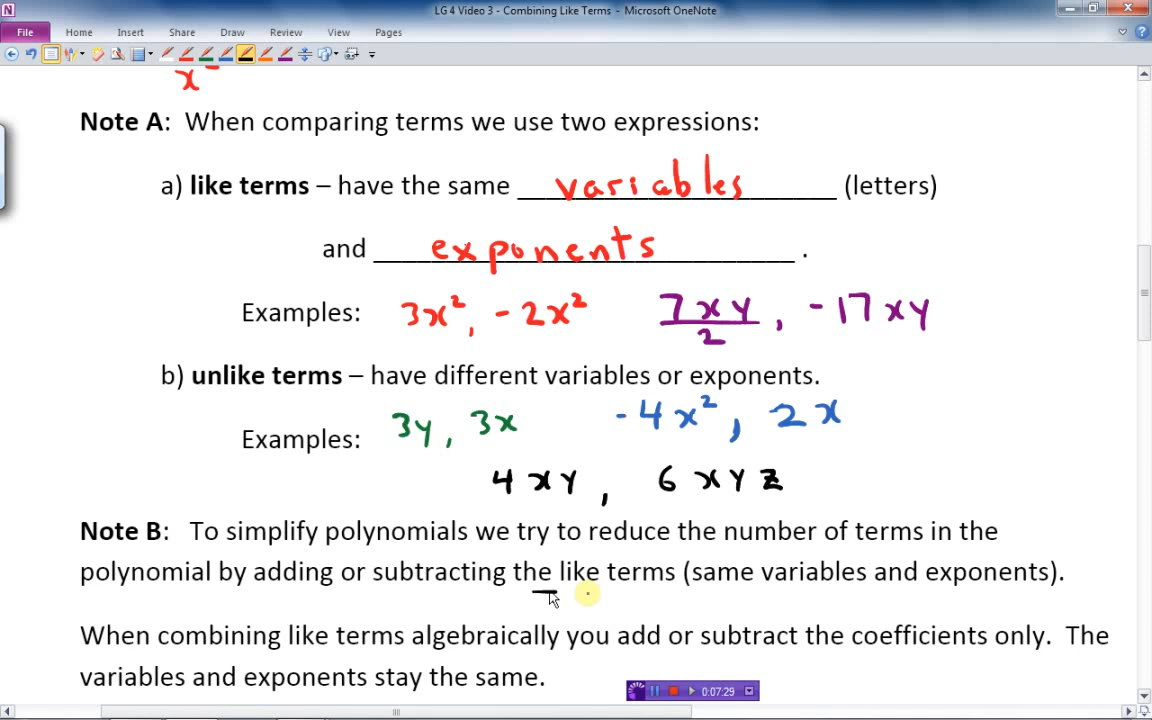 LG 4 Video 3 - Combining Like Terms - Microsoft OneNote
File Home Insert Share Draw Review View Pages
x²
Note A: When comparing terms we use two expressions:
a) like terms – have the same variables (letters)
and exponents .
Examples: 3x², -2x² 7xy/2, -17xy
b) unlike terms – have different variables or exponents.
Examples: 3y, 3x -4x², 2x
4xy, 6xyz
Note B: To simplify polynomials we try to reduce the number of terms in the
polynomial by adding or subtracting the like terms (same variables and exponents).
When combining like terms algebraically you add or subtract the coefficients only. The
variables and exponents stay the same.
0:07:29